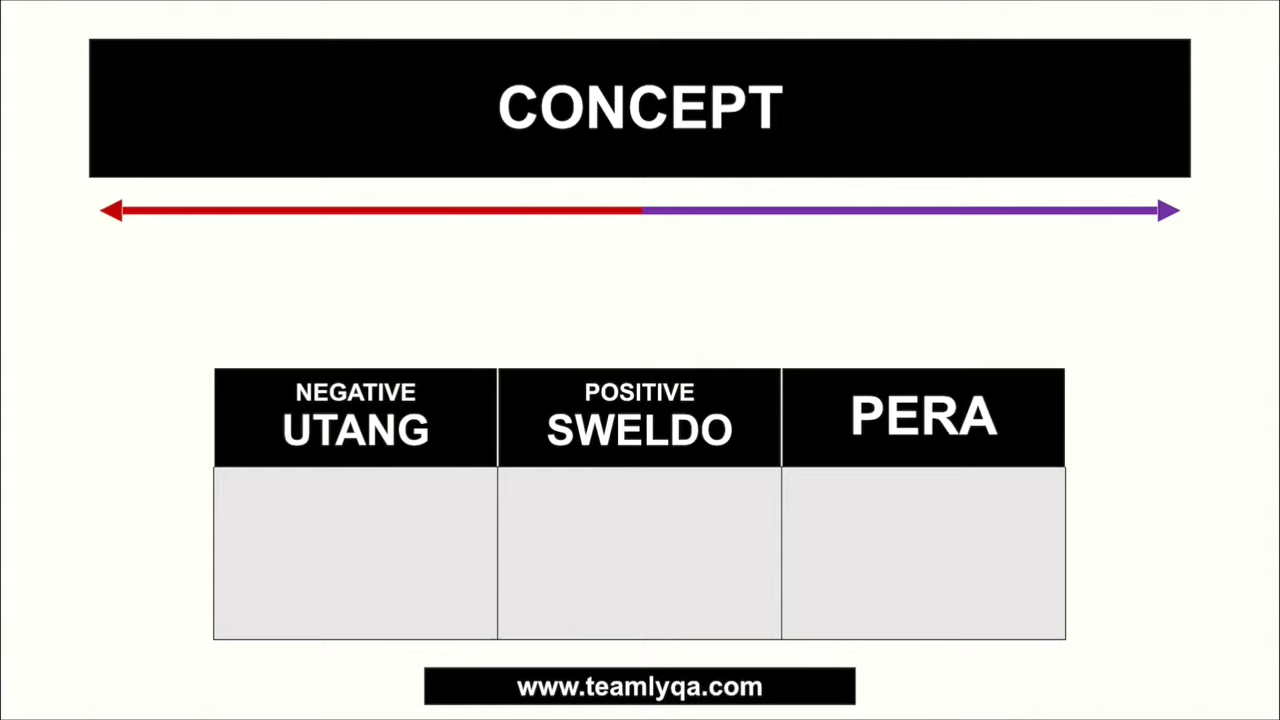 CONCEPT
NEGATIVE
UTANG
POSITIVE
SWELDO
PERA
www.teamlyqa.com